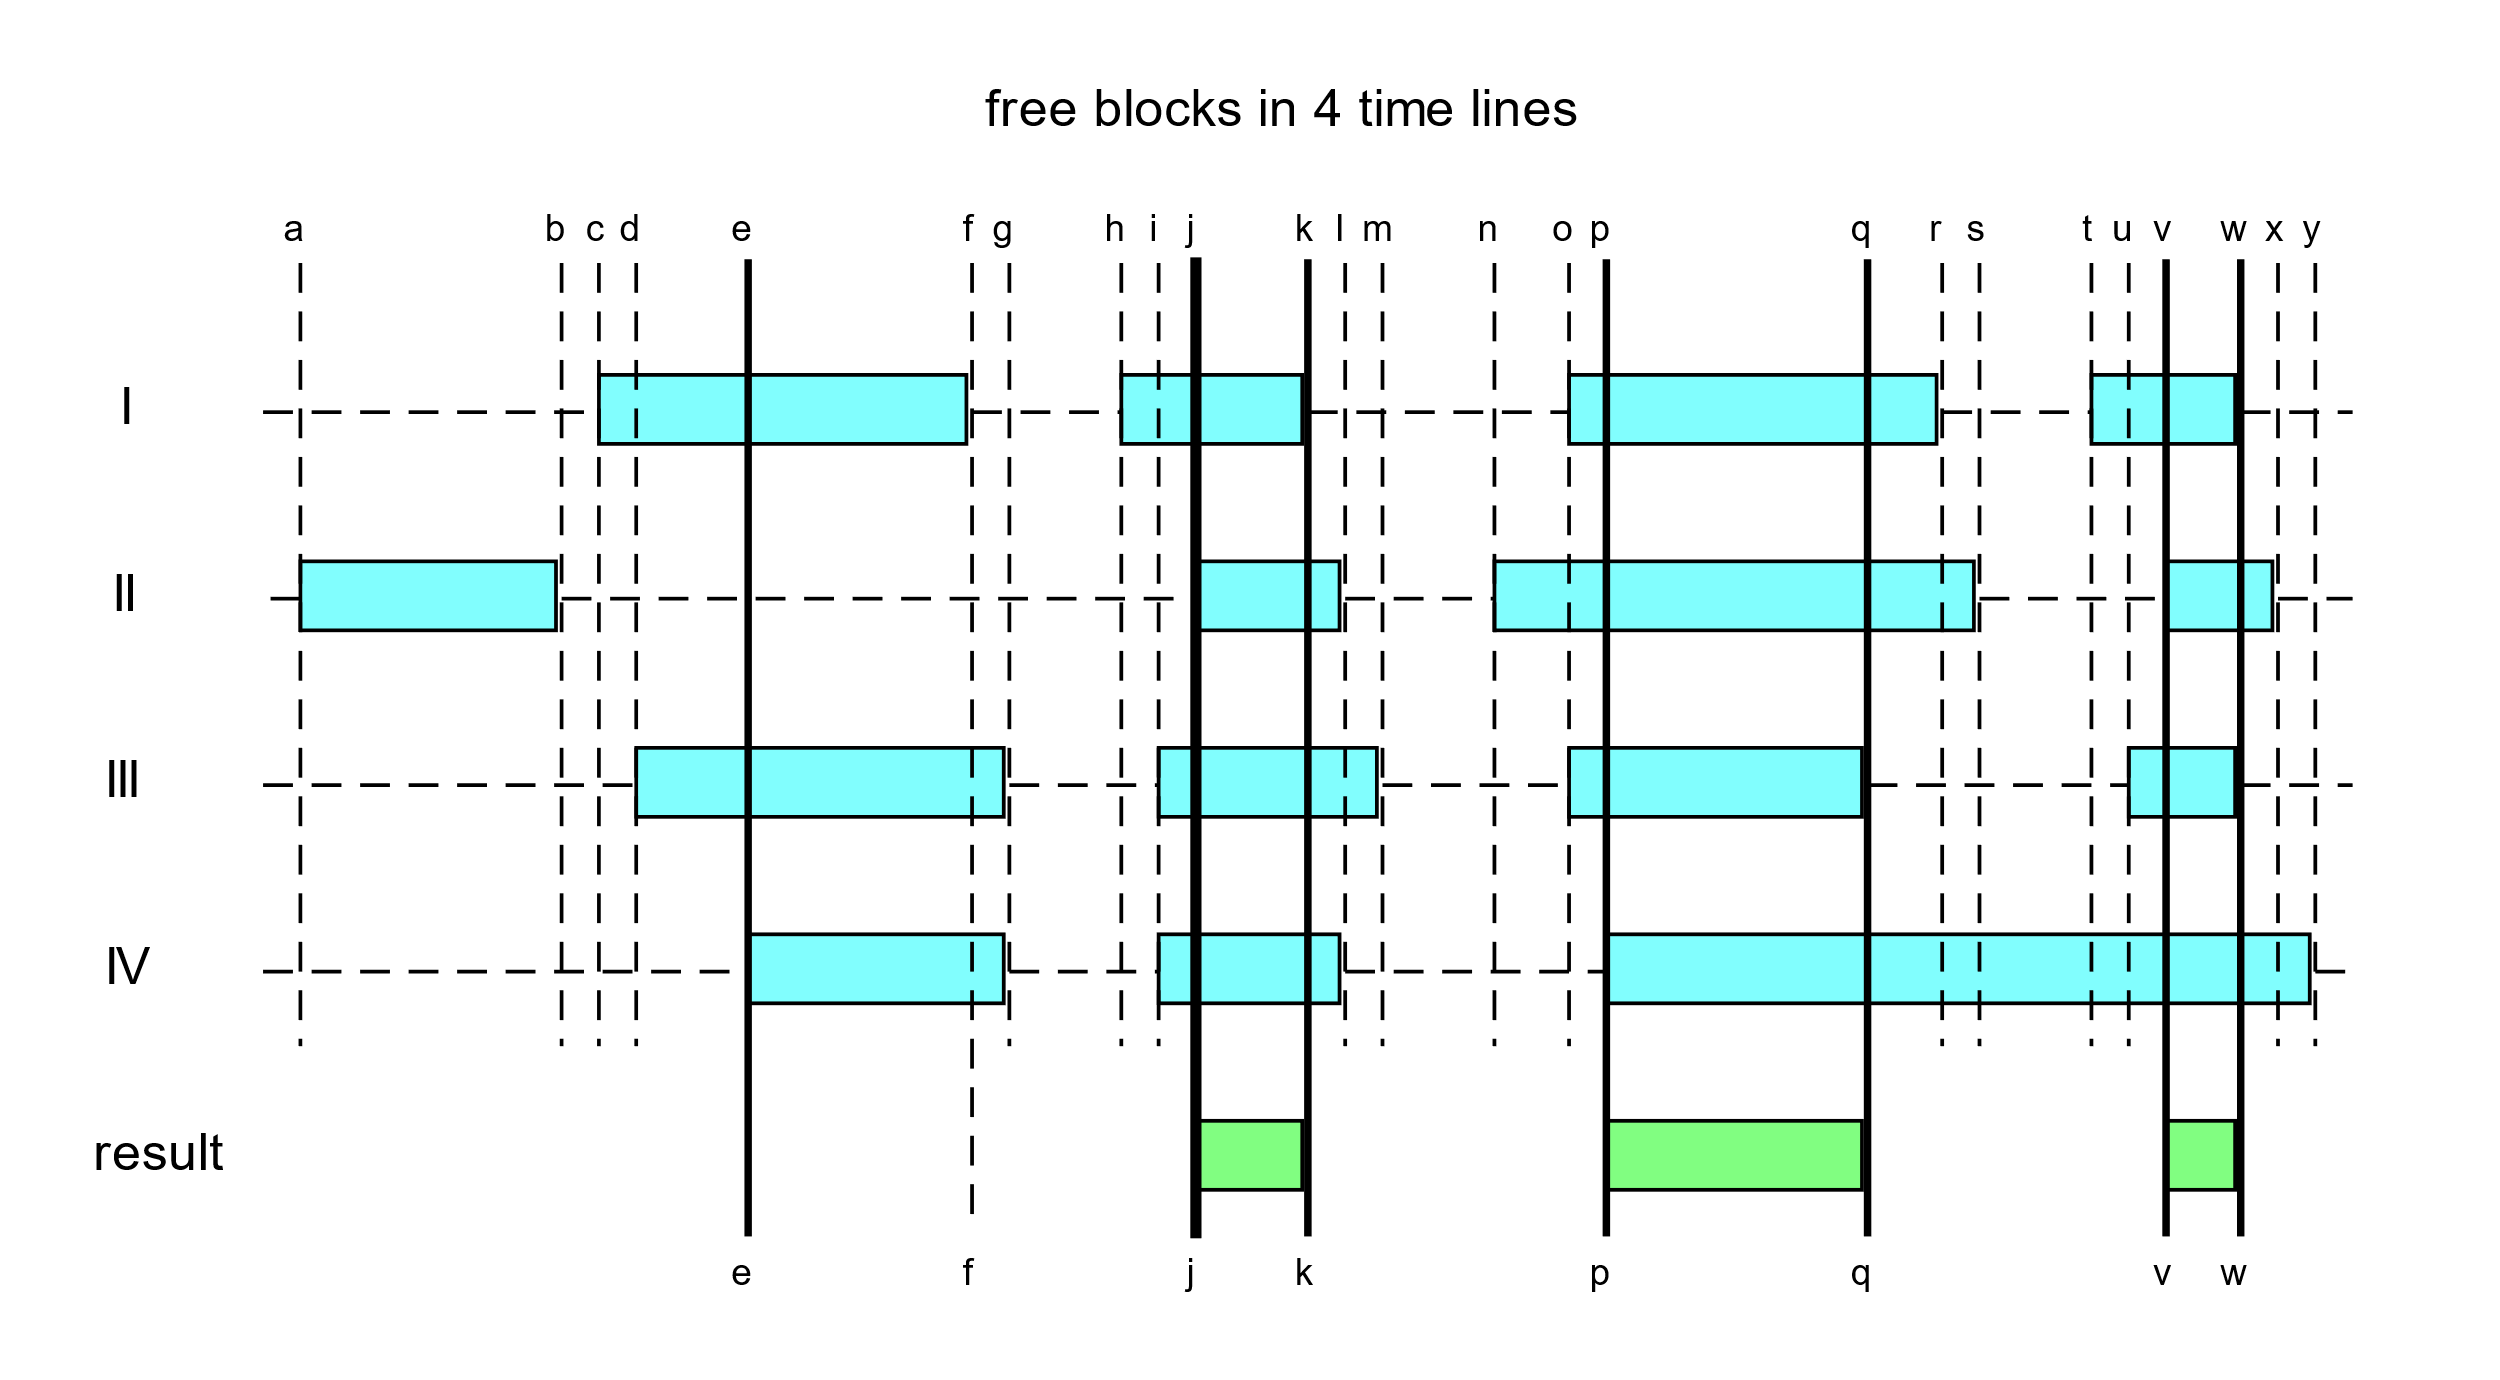 free blocks in 4 time lines
a b c d e f g h i j k l m n o p q r s t u v w x y
I
II
III
IV
result
e f j k p q v w